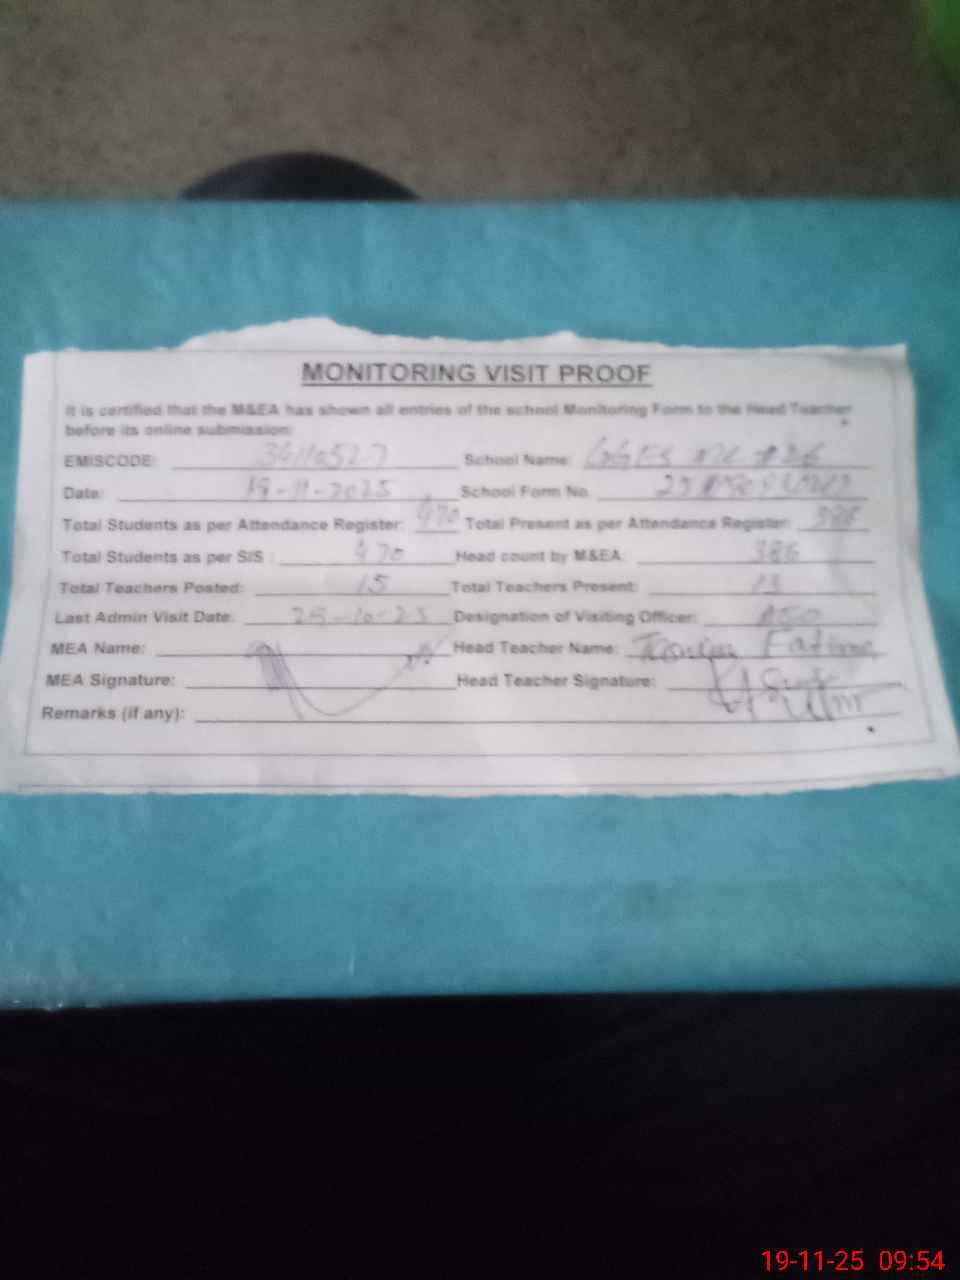 MONITORING VISIT PROOF
It is certified that the M&EA has shown all entries of the school Monitoring Form to the Head Teacher
before its online submission:
EMISCODE: School Name:
Date: 19-11-2025 School Form No.
Total Students as per Attendance Register: 470 Total Present as per Attendance Register: 386
Total Students as per SIS : 470 Head count by M&EA: 386
Total Teachers Posted: 15 Total Teachers Present: 13
Last Admin Visit Date: 25-10-25 Designation of Visiting Officer:
MEA Name: Head Teacher Name: Fatima
MEA Signature: Head Teacher Signature:
Remarks (if any):
19-11-25 09:54